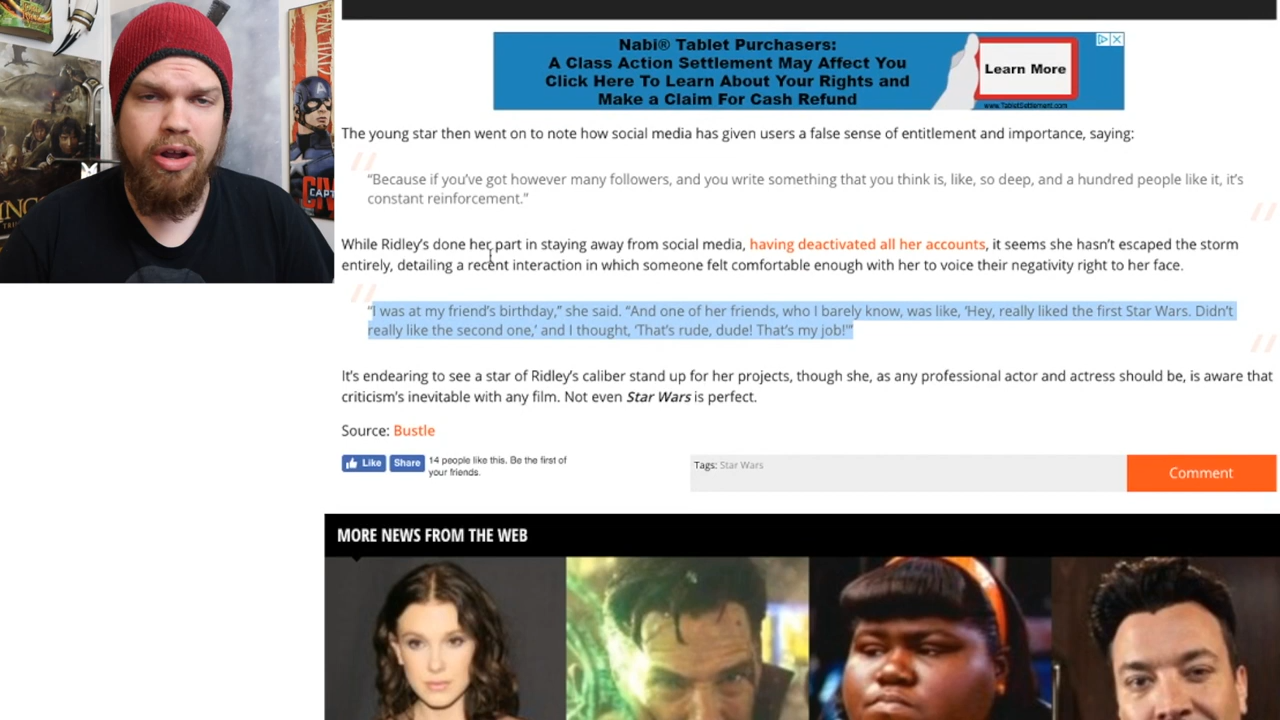 Nabi® Tablet Purchasers:
A Class Action Settlement May Affect You
Click Here To Learn About Your Rights and
Make a Claim For Cash Refund
Learn More
www.TabletSettlement.com
The young star then went on to note how social media has given users a false sense of entitlement and importance, saying:
“Because if you’ve got however many followers, and you write something that you think is, like, so deep, and a hundred people like it, it’s
constant reinforcement.”
While Ridley’s done her part in staying away from social media, having deactivated all her accounts, it seems she hasn’t escaped the storm
entirely, detailing a recent interaction in which someone felt comfortable enough with her to voice their negativity right to her face.
“I was at my friend’s birthday,” she said. “And one of her friends, who I barely know, was like, ‘Hey, really liked the first Star Wars. Didn’t
really like the second one,’ and I thought, ‘That’s rude, dude! That’s my job!’”
It’s endearing to see a star of Ridley’s caliber stand up for her projects, though she, as any professional actor and actress should be, is aware that
criticism’s inevitable with any film. Not even Star Wars is perfect.
Source: Bustle
Like
Share
14 people like this. Be the first of
your friends.
Tags: Star Wars
Comment
MORE NEWS FROM THE WEB
CIVIL WAR